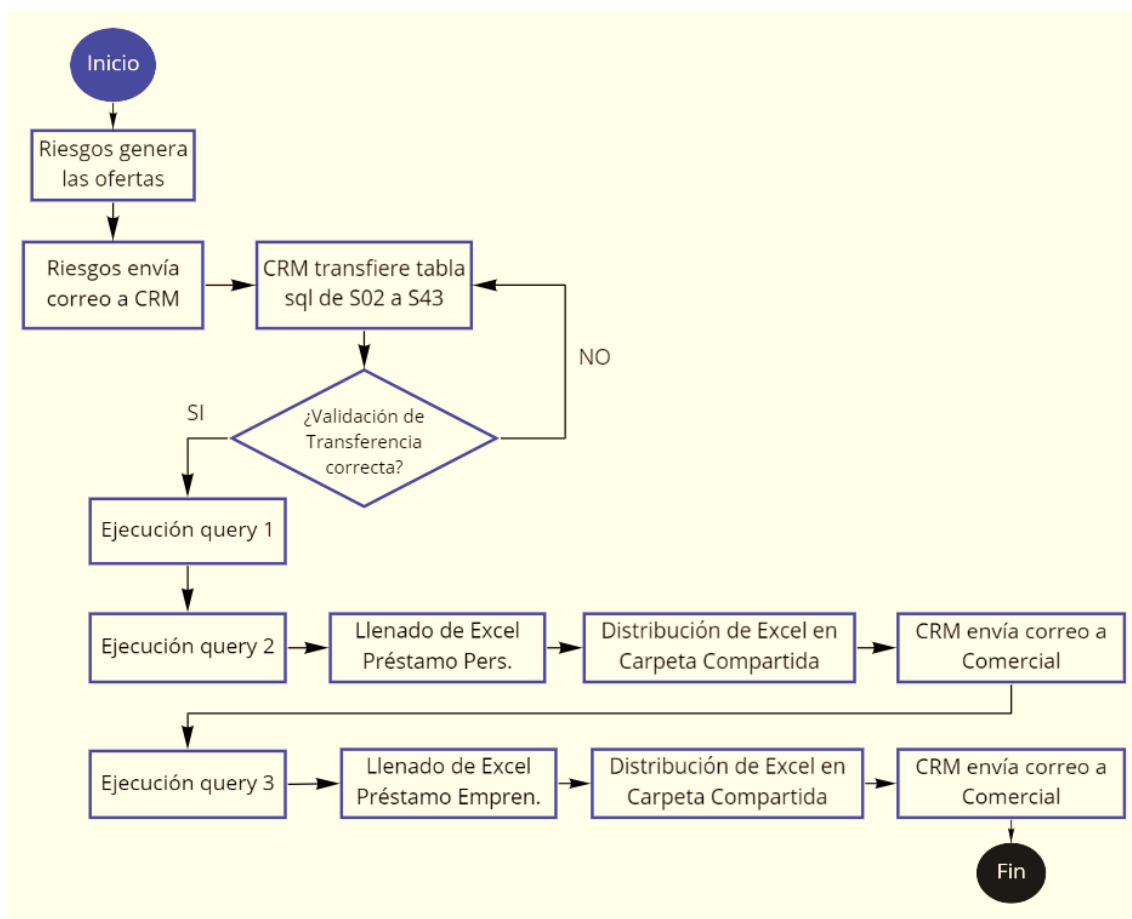 Inicio
Riesgos genera
las ofertas
Riesgos envía
correo a CRM
CRM transfiere tabla
sql de S02 a S43
NO
¿Validación de
Transferencia
correcta?
SI
Ejecución query 1
Ejecución query 2
Llenado de Excel
Préstamo Pers.
Distribución de Excel en
Carpeta Compartida
CRM envía correo a
Comercial
Ejecución query 3
Llenado de Excel
Préstamo Empren.
Distribución de Excel en
Carpeta Compartida
CRM envía correo a
Comercial
Fin